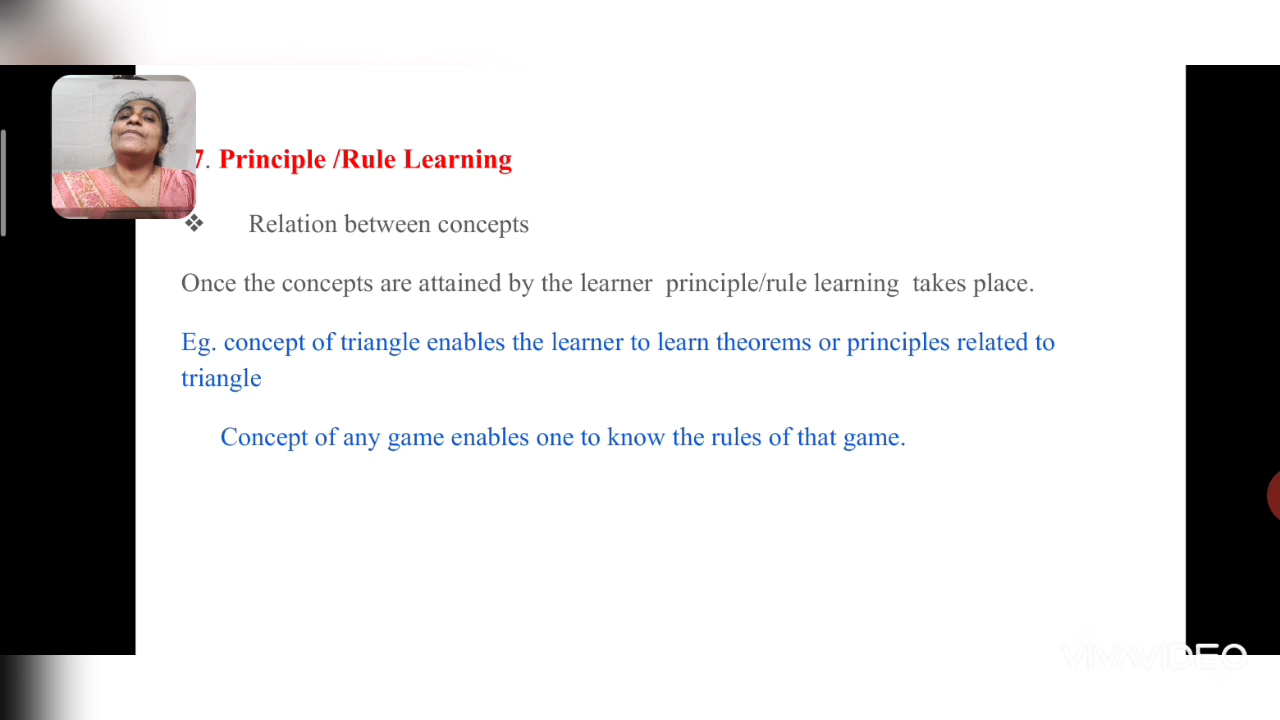 7. Principle /Rule Learning
❖ Relation between concepts
Once the concepts are attained by the learner principle/rule learning takes place.
Eg. concept of triangle enables the learner to learn theorems or principles related to
triangle
Concept of any game enables one to know the rules of that game.
VIVAVIDEO